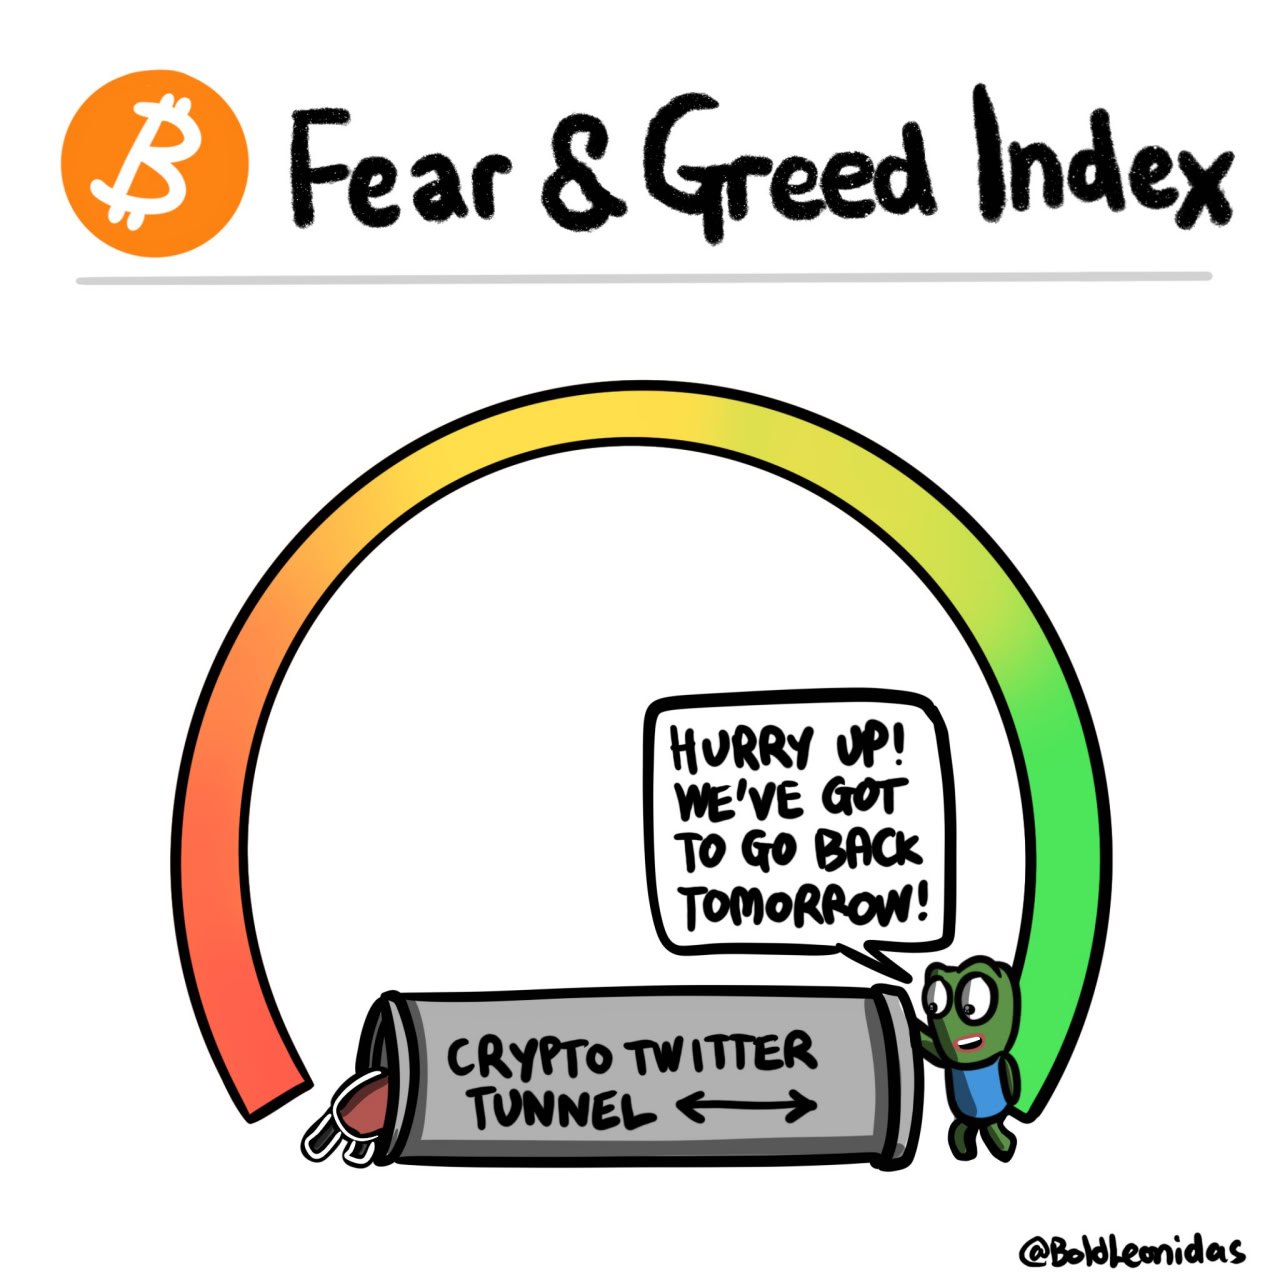 Fear & Greed Index
HURRY UP!
WE'VE GOT
TO GO BACK
TOMORROW!
CRYPTO TWITTER
TUNNEL
@BoldLeonidas